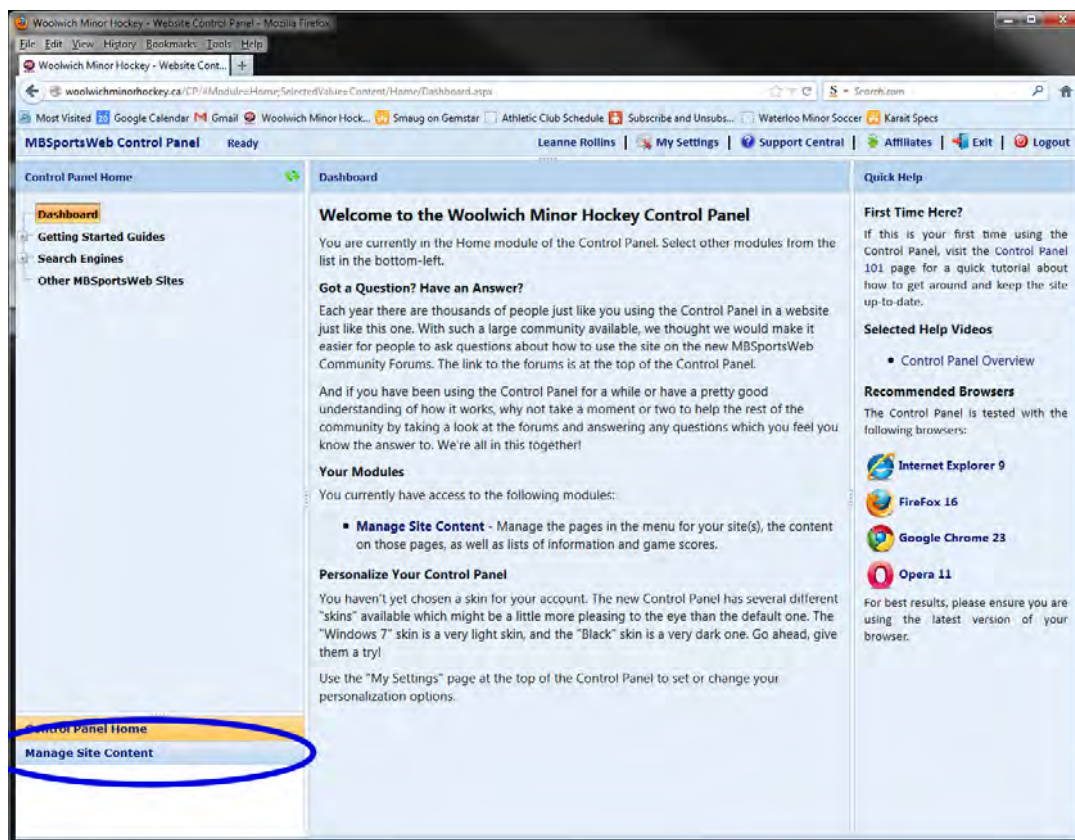 Woolwich Minor Hockey - Website Control Panel - Mozilla Firefox
File Edit View History Bookmarks Tools Help
Woolwich Minor Hockey - Website Cont... +
woolwichminorhockey.ca/CP/#Module=Home;SelectedValue=Content/Home/Dashboard.aspx
S - Search.com
Most Visited Google Calendar Gmail Woolwich Minor Hock... Smaug on Gemstar Athletic Club Schedule Subscribe and Unsubs... Waterloo Minor Soccer Karait Specs
MBSportsWeb Control Panel Ready Leanne Rollins | My Settings | Support Central | Affiliates | Exit | Logout
Control Panel Home
Dashboard
Getting Started Guides
Search Engines
Other MBSportsWeb Sites
Control Panel Home
Manage Site Content
Dashboard
Welcome to the Woolwich Minor Hockey Control Panel
You are currently in the Home module of the Control Panel. Select other modules from the
list in the bottom-left.
Got a Question? Have an Answer?
Each year there are thousands of people just like you using the Control Panel in a website
just like this one. With such a large community available, we thought we would make it
easier for people to ask questions about how to use the site on the new MBSportsWeb
Community Forums. The link to the forums is at the top of the Control Panel.
And if you have been using the Control Panel for a while or have a pretty good
understanding of how it works, why not take a moment or two to help the rest of the
community by taking a look at the forums and answering any questions which you feel you
know the answer to. We're all in this together!
Your Modules
You currently have access to the following modules:
Manage Site Content - Manage the pages in the menu for your site(s), the content
on those pages, as well as lists of information and game scores.
Personalize Your Control Panel
You haven't yet chosen a skin for your account. The new Control Panel has several different
"skins" available which might be a little more pleasing to the eye than the default one. The
"Windows 7" skin is a very light skin, and the "Black" skin is a very dark one. Go ahead, give
them a try!
Use the "My Settings" page at the top of the Control Panel to set or change your
personalization options.
Quick Help
First Time Here?
If this is your first time using the
Control Panel, visit the Control Panel
101 page for a quick tutorial about
how to get around and keep the site
up-to-date.
Selected Help Videos
Control Panel Overview
Recommended Browsers
The Control Panel is tested with the
following browsers:
Internet Explorer 9
FireFox 16
Google Chrome 23
Opera 11
For best results, please ensure you are
using the latest version of your
browser.